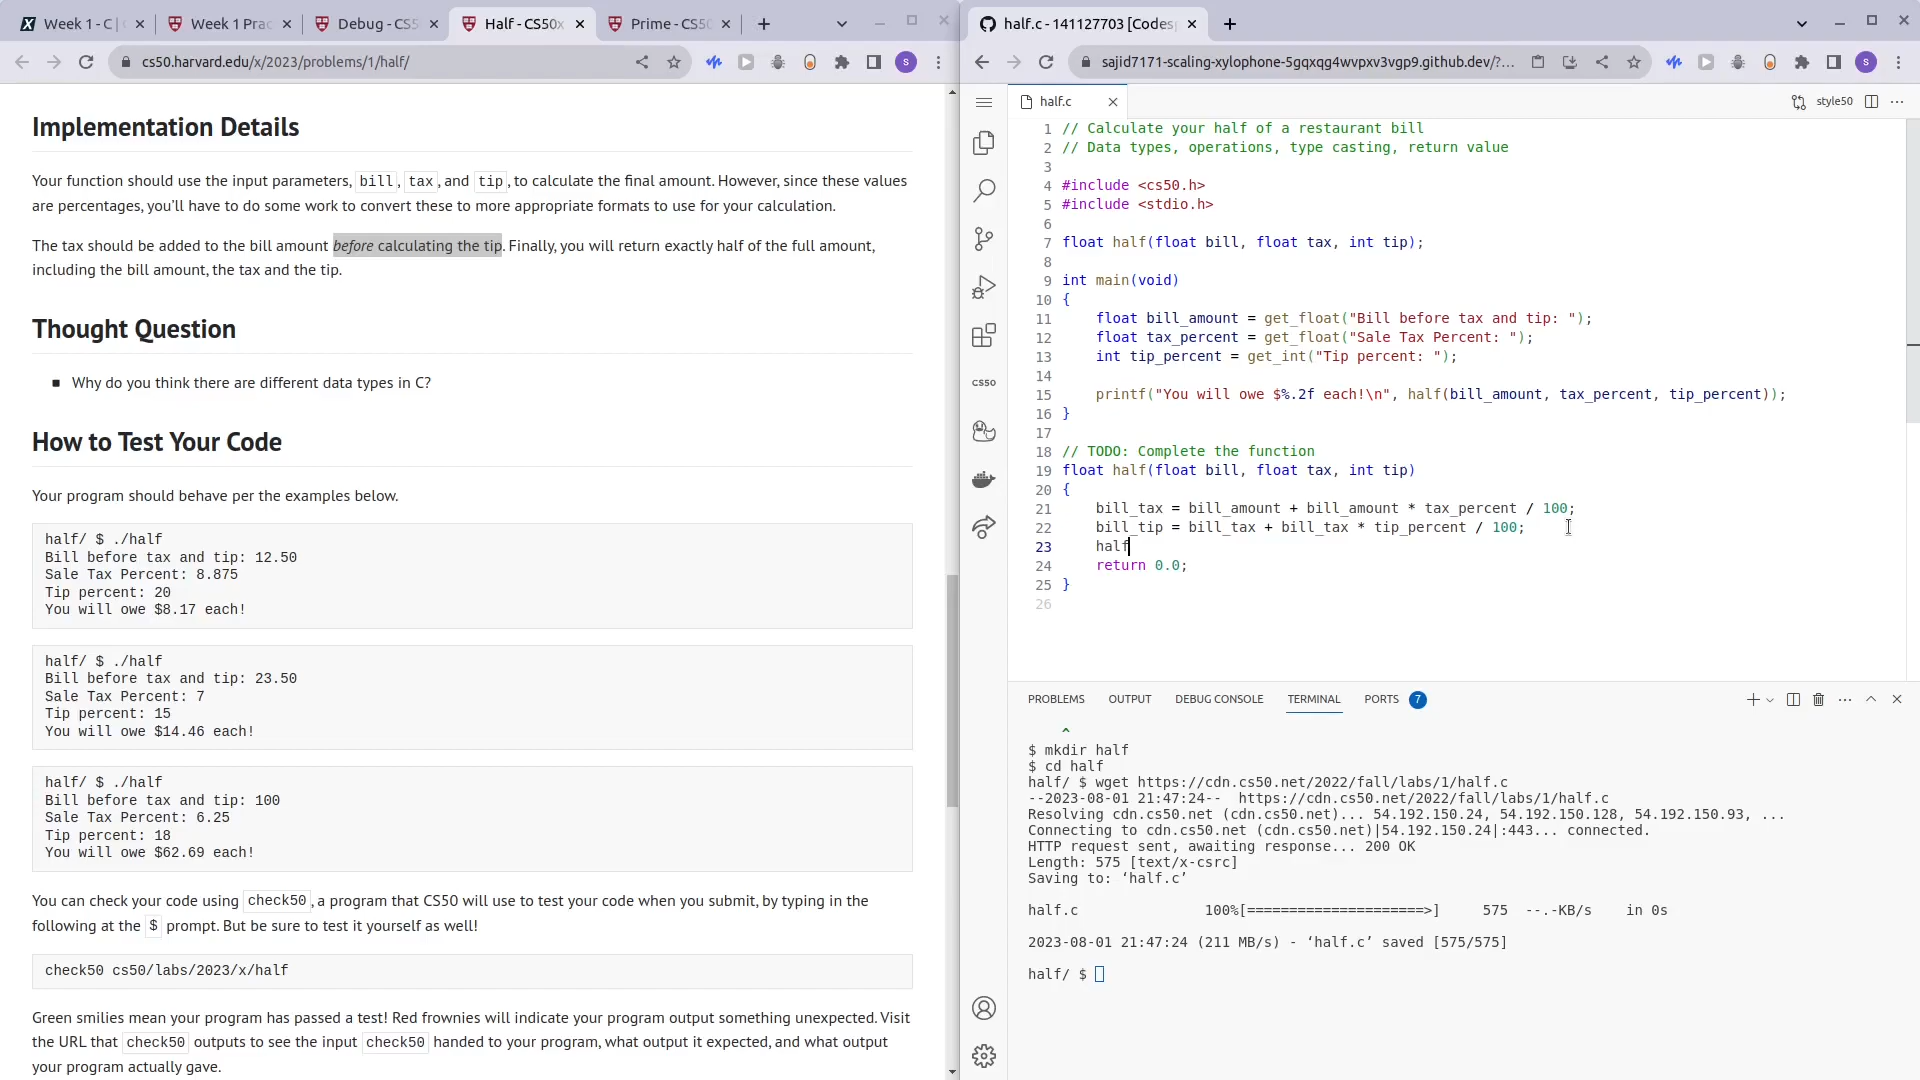 Week 1 - C | C
Week 1 Prac
Debug - CS5
Half - CS50x
Prime - CS50
half.c - 141127703 [Codesp
cs50.harvard.edu/x/2023/problems/1/half/
S
sajid7171-scaling-xylophone-5gqxqg4wvpxv3vgp9.github.dev/?...
S
Implementation Details
Your function should use the input parameters, bill, tax, and tip, to calculate the final amount. However, since these values
are percentages, you’ll have to do some work to convert these to more appropriate formats to use for your calculation.
The tax should be added to the bill amount before calculating the tip. Finally, you will return exactly half of the full amount,
including the bill amount, the tax and the tip.
Thought Question
Why do you think there are different data types in C?
How to Test Your Code
Your program should behave per the examples below.
half/ $ ./half
Bill before tax and tip: 12.50
Sale Tax Percent: 8.875
Tip percent: 20
You will owe $8.17 each!
half/ $ ./half
Bill before tax and tip: 23.50
Sale Tax Percent: 7
Tip percent: 15
You will owe $14.46 each!
half/ $ ./half
Bill before tax and tip: 100
Sale Tax Percent: 6.25
Tip percent: 18
You will owe $62.69 each!
You can check your code using check50, a program that CS50 will use to test your code when you submit, by typing in the
following at the $ prompt. But be sure to test it yourself as well!
check50 cs50/labs/2023/x/half
Green smilies mean your program has passed a test! Red frownies will indicate your program output something unexpected. Visit
the URL that check50 outputs to see the input check50 handed to your program, what output it expected, and what output
your program actually gave.
half.c
style50
CS50
1 // Calculate your half of a restaurant bill
2 // Data types, operations, type casting, return value
3
4 #include <cs50.h>
5 #include <stdio.h>
6
7 float half(float bill, float tax, int tip);
8
9 int main(void)
10 {
11 float bill_amount = get_float("Bill before tax and tip: ");
12 float tax_percent = get_float("Sale Tax Percent: ");
13 int tip_percent = get_int("Tip percent: ");
14
15 printf("You will owe $%.2f each!\n", half(bill_amount, tax_percent, tip_percent));
16 }
17
18 // TODO: Complete the function
19 float half(float bill, float tax, int tip)
20 {
21 bill_tax = bill_amount + bill_amount * tax_percent / 100;
22 bill_tip = bill_tax + bill_tax * tip_percent / 100;
23 half
24 return 0.0;
25 }
26
PROBLEMS OUTPUT DEBUG CONSOLE TERMINAL PORTS 7
^
$ mkdir half
$ cd half
half/ $ wget https://cdn.cs50.net/2022/fall/labs/1/half.c
--2023-08-01 21:47:24-- https://cdn.cs50.net/2022/fall/labs/1/half.c
Resolving cdn.cs50.net (cdn.cs50.net)... 54.192.150.24, 54.192.150.128, 54.192.150.93, ...
Connecting to cdn.cs50.net (cdn.cs50.net)|54.192.150.24|:443... connected.
HTTP request sent, awaiting response... 200 OK
Length: 575 [text/x-csrc]
Saving to: ‘half.c’
half.c 100%[=====================>] 575 --.-KB/s in 0s
2023-08-01 21:47:24 (211 MB/s) - ‘half.c’ saved [575/575]
half/ $